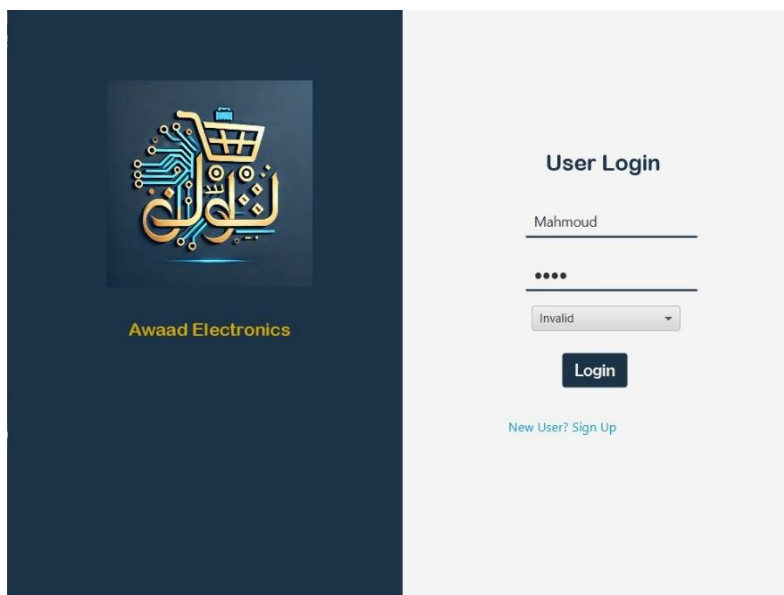 Awaad Electronics
User Login
Mahmoud
••••
Invalid
Login
New User? Sign Up